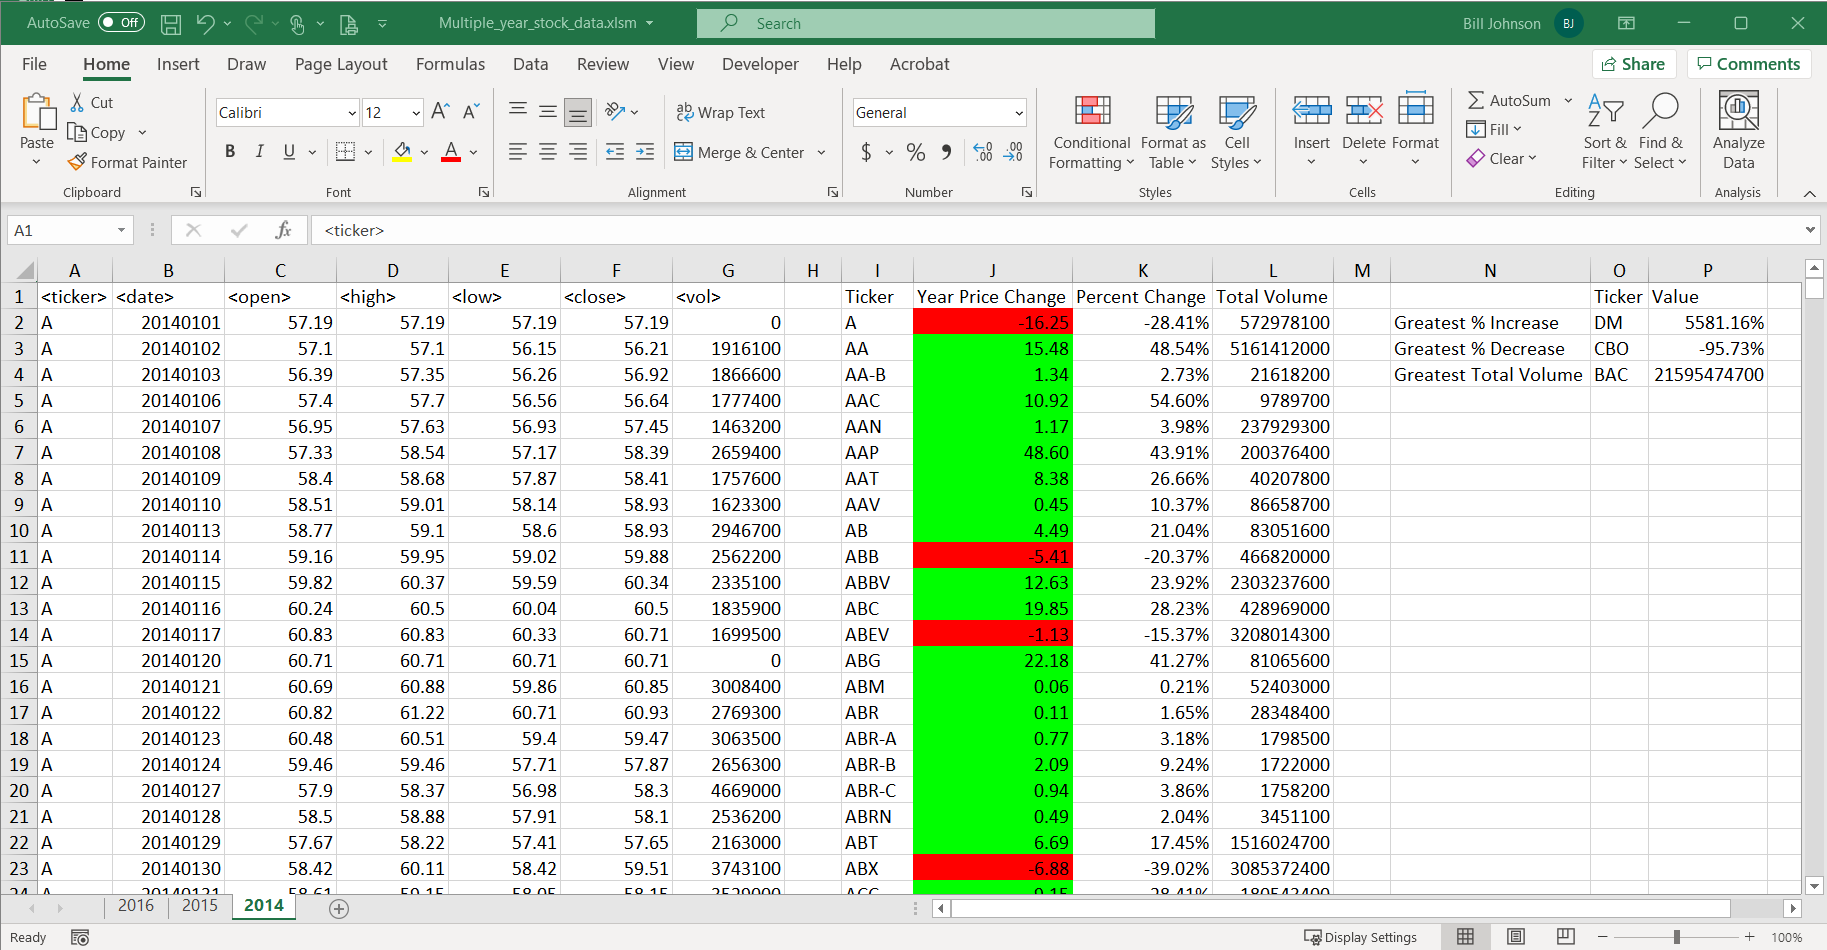 AutoSave Off Multiple_year_stock_data.xlsm Search Bill Johnson BJ
File Home Insert Draw Page Layout Formulas Data Review View Developer Help Acrobat Share Comments
Paste Cut Copy Format Painter Clipboard
Calibri 12 B I U A Font
Wrap Text Merge & Center Alignment
General $ % Number
Conditional Formatting Format as Table Cell Styles Styles
Insert Delete Format Cells
AutoSum Fill Clear Sort & Filter Find & Select Editing
Analyze Data Analysis
A1 fx <ticker>
A B C D E F G H I J K L M N O P
1 <ticker> <date> <open> <high> <low> <close> <vol> Ticker Year Price Change Percent Change Total Volume Ticker Value
2 A 20140101 57.19 57.19 57.19 57.19 0 A -16.25 -28.41% 572978100 Greatest % Increase DM 5581.16%
3 A 20140102 57.1 57.1 56.15 56.21 1916100 AA 15.48 48.54% 5161412000 Greatest % Decrease CBO -95.73%
4 A 20140103 56.39 57.35 56.26 56.92 1866600 AA-B 1.34 2.73% 21618200 Greatest Total Volume BAC 21595474700
5 A 20140106 57.4 57.7 56.56 56.64 1777400 AAC 10.92 54.60% 9789700
6 A 20140107 56.95 57.63 56.93 57.45 1463200 AAN 1.17 3.98% 237929300
7 A 20140108 57.33 58.54 57.17 58.39 2659400 AAP 48.60 43.91% 200376400
8 A 20140109 58.4 58.68 57.87 58.41 1757600 AAT 8.38 26.66% 40207800
9 A 20140110 58.51 59.01 58.14 58.93 1623300 AAV 0.45 10.37% 86658700
10 A 20140113 58.77 59.1 58.6 58.93 2946700 AB 4.49 21.04% 83051600
11 A 20140114 59.16 59.95 59.02 59.88 2562200 ABB -5.41 -20.37% 466820000
12 A 20140115 59.82 60.37 59.59 60.34 2335100 ABBV 12.63 23.92% 2303237600
13 A 20140116 60.24 60.5 60.04 60.5 1835900 ABC 19.85 28.23% 428969000
14 A 20140117 60.83 60.83 60.33 60.71 1699500 ABEV -1.13 -15.37% 3208014300
15 A 20140120 60.71 60.71 60.71 60.71 0 ABG 22.18 41.27% 81065600
16 A 20140121 60.69 60.88 59.86 60.85 3008400 ABM 0.06 0.21% 52403000
17 A 20140122 60.82 61.22 60.71 60.93 2769300 ABR 0.11 1.65% 28348400
18 A 20140123 60.48 60.51 59.4 59.47 3063500 ABR-A 0.77 3.18% 1798500
19 A 20140124 59.46 59.46 57.71 57.87 2656300 ABR-B 2.09 9.24% 1722000
20 A 20140127 57.9 58.37 56.98 58.3 4669000 ABR-C 0.94 3.86% 1758200
21 A 20140128 58.5 58.88 57.91 58.1 2536200 ABRN 0.49 2.04% 3451100
22 A 20140129 57.67 58.22 57.41 57.65 2163000 ABT 6.69 17.45% 1516024700
23 A 20140130 58.42 60.11 58.42 59.51 3743100 ABX -6.88 -39.02% 3085372400
2016 2015 2014
Ready Display Settings 100%